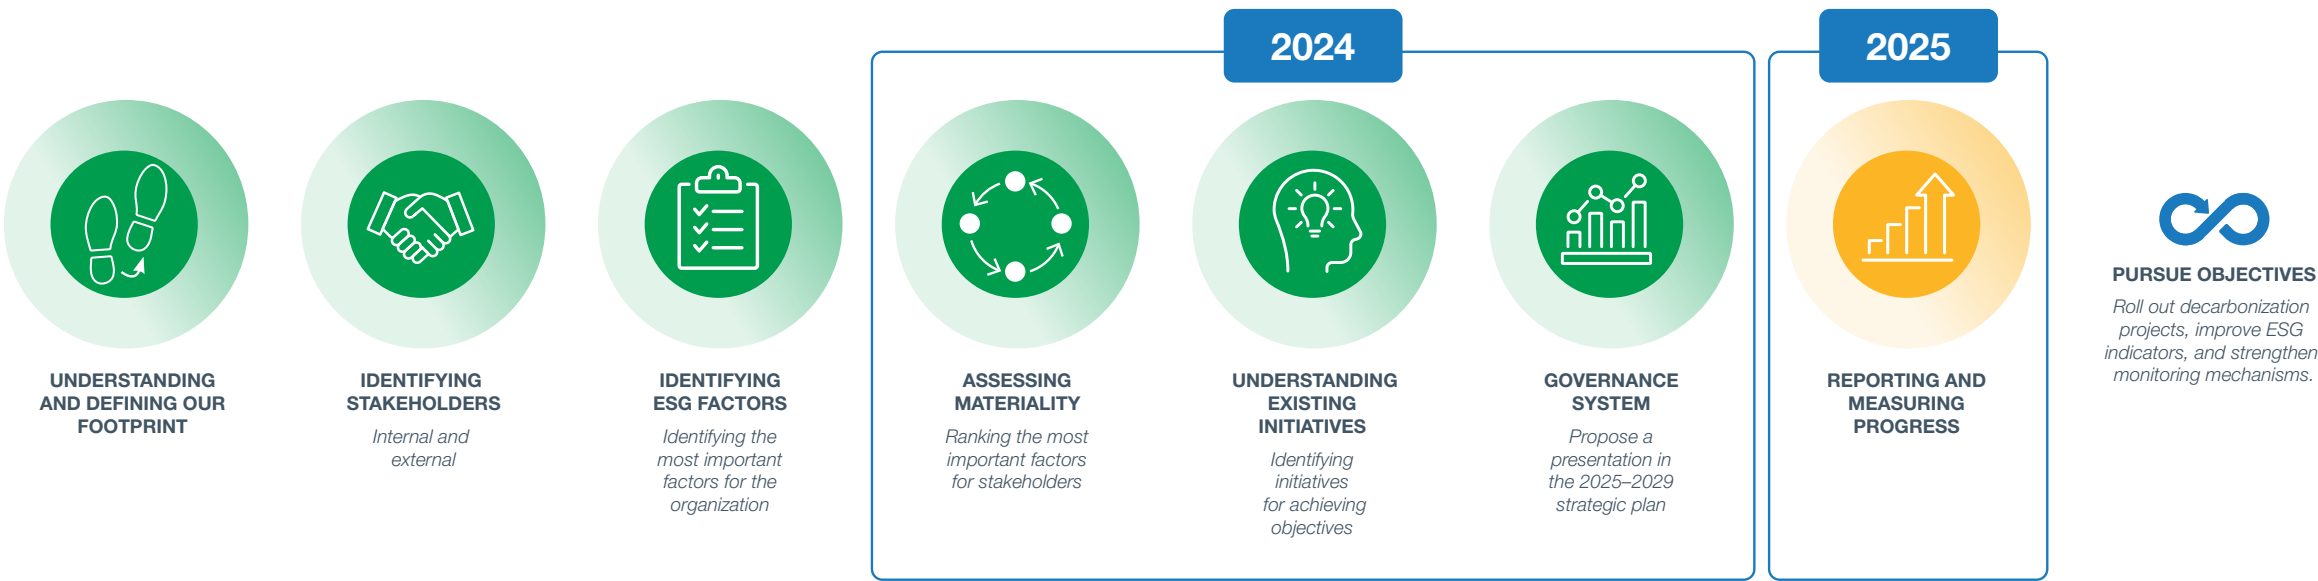 2024
2025
UNDERSTANDING
AND DEFINING OUR
FOOTPRINT
IDENTIFYING
STAKEHOLDERS
Internal and
external
IDENTIFYING
ESG FACTORS
Identifying the
most important
factors for the
organization
ASSESSING
MATERIALITY
Ranking the most
important factors
for stakeholders
UNDERSTANDING
EXISTING
INITIATIVES
Identifying
initiatives
for achieving
objectives
GOVERNANCE
SYSTEM
Propose a
presentation in
the 2025–2029
strategic plan
REPORTING AND
MEASURING
PROGRESS
PURSUE OBJECTIVES
Roll out decarbonization
projects, improve ESG
indicators, and strengthen
monitoring mechanisms.